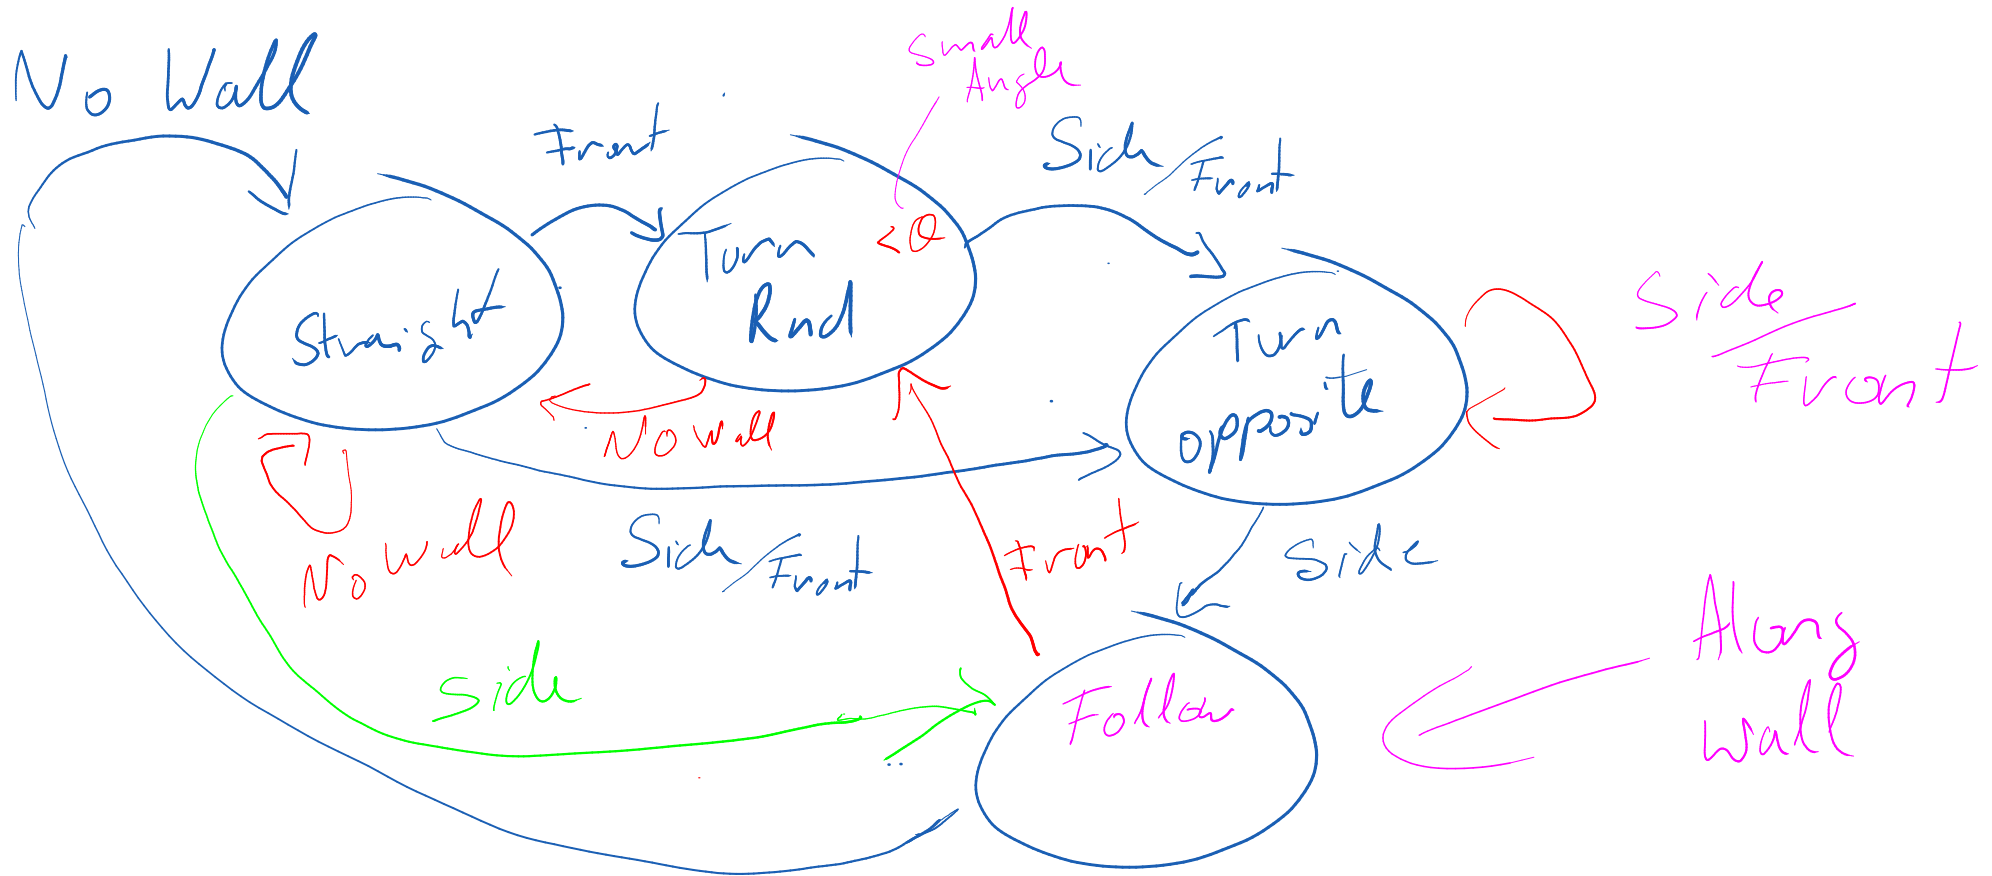 No Wall
Small
Angle
Front
Side/Front
Turn
Rnd
<θ
Straight
Side/Front
Turn
opposite
No Wall
No Wall
Side/Front
Front
Side
Side
Follow
Along
Wall